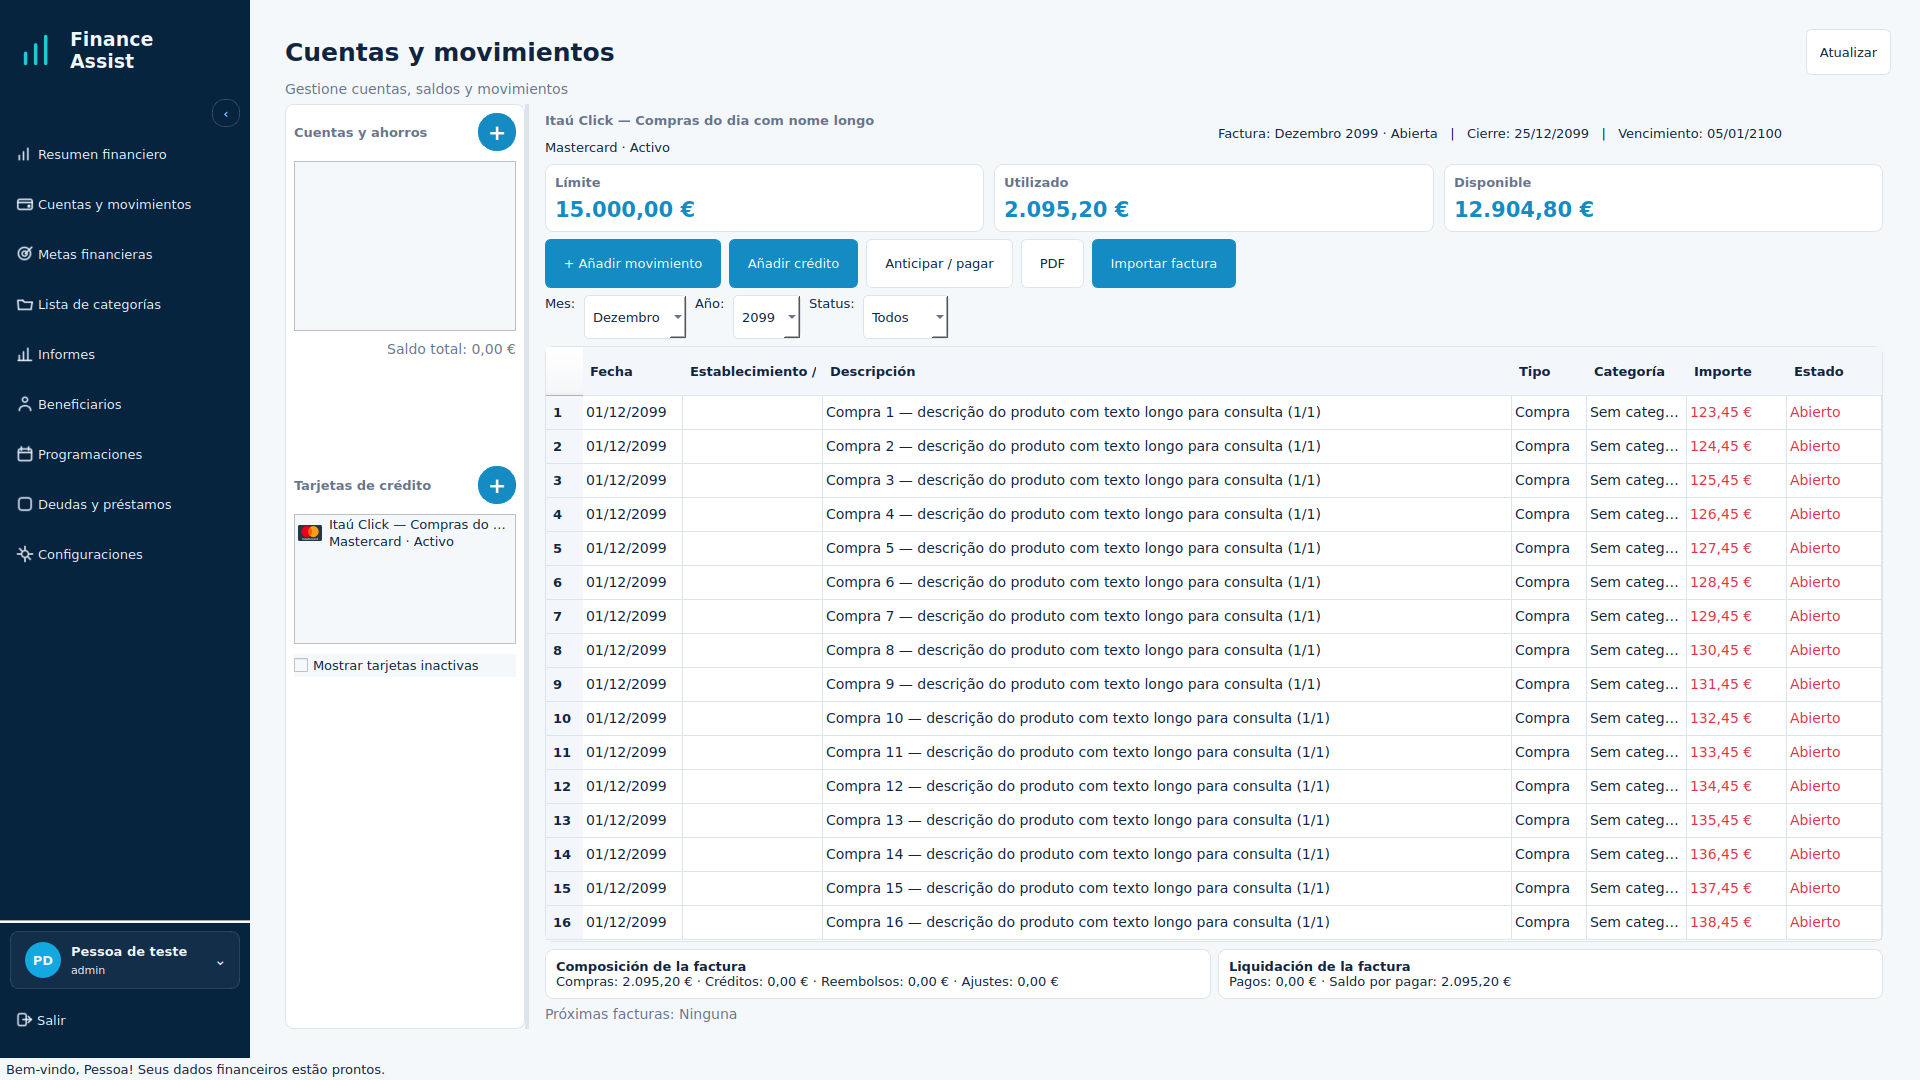 Finance
Assist
‹
Resumen financiero
Cuentas y movimientos
Metas financieras
Lista de categorías
Informes
Beneficiarios
Programaciones
Deudas y préstamos
Configuraciones
PD
Pessoa de teste
admin
Salir
Bem-vindo, Pessoa! Seus dados financeiros estão prontos.
Cuentas y movimientos
Atualizar
Gestione cuentas, saldos y movimientos
Cuentas y ahorros
+
Saldo total: 0,00 €
Tarjetas de crédito
+
Itaú Click — Compras do ...
Mastercard · Activo
Mostrar tarjetas inactivas
Itaú Click — Compras do dia com nome longo
Mastercard · Activo
Factura: Dezembro 2099 · Abierta | Cierre: 25/12/2099 | Vencimiento: 05/01/2100
Límite
15.000,00 €
Utilizado
2.095,20 €
Disponible
12.904,80 €
+ Añadir movimiento
Añadir crédito
Anticipar / pagar
PDF
Importar factura
Mes: Dezembro Año: 2099 Status: Todos
Fecha Establecimiento / Descripción Tipo Categoría Importe Estado
1 01/12/2099 Compra 1 — descrição do produto com texto longo para consulta (1/1) Compra Sem categ... 123,45 € Abierto
2 01/12/2099 Compra 2 — descrição do produto com texto longo para consulta (1/1) Compra Sem categ... 124,45 € Abierto
3 01/12/2099 Compra 3 — descrição do produto com texto longo para consulta (1/1) Compra Sem categ... 125,45 € Abierto
4 01/12/2099 Compra 4 — descrição do produto com texto longo para consulta (1/1) Compra Sem categ... 126,45 € Abierto
5 01/12/2099 Compra 5 — descrição do produto com texto longo para consulta (1/1) Compra Sem categ... 127,45 € Abierto
6 01/12/2099 Compra 6 — descrição do produto com texto longo para consulta (1/1) Compra Sem categ... 128,45 € Abierto
7 01/12/2099 Compra 7 — descrição do produto com texto longo para consulta (1/1) Compra Sem categ... 129,45 € Abierto
8 01/12/2099 Compra 8 — descrição do produto com texto longo para consulta (1/1) Compra Sem categ... 130,45 € Abierto
9 01/12/2099 Compra 9 — descrição do produto com texto longo para consulta (1/1) Compra Sem categ... 131,45 € Abierto
10 01/12/2099 Compra 10 — descrição do produto com texto longo para consulta (1/1) Compra Sem categ... 132,45 € Abierto
11 01/12/2099 Compra 11 — descrição do produto com texto longo para consulta (1/1) Compra Sem categ... 133,45 € Abierto
12 01/12/2099 Compra 12 — descrição do produto com texto longo para consulta (1/1) Compra Sem categ... 134,45 € Abierto
13 01/12/2099 Compra 13 — descrição do produto com texto longo para consulta (1/1) Compra Sem categ... 135,45 € Abierto
14 01/12/2099 Compra 14 — descrição do produto com texto longo para consulta (1/1) Compra Sem categ... 136,45 € Abierto
15 01/12/2099 Compra 15 — descrição do produto com texto longo para consulta (1/1) Compra Sem categ... 137,45 € Abierto
16 01/12/2099 Compra 16 — descrição do produto com texto longo para consulta (1/1) Compra Sem categ... 138,45 € Abierto
Composición de la factura
Compras: 2.095,20 € · Créditos: 0,00 € · Reembolsos: 0,00 € · Ajustes: 0,00 €
Liquidación de la factura
Pagos: 0,00 € · Saldo por pagar: 2.095,20 €
Próximas facturas: Ninguna